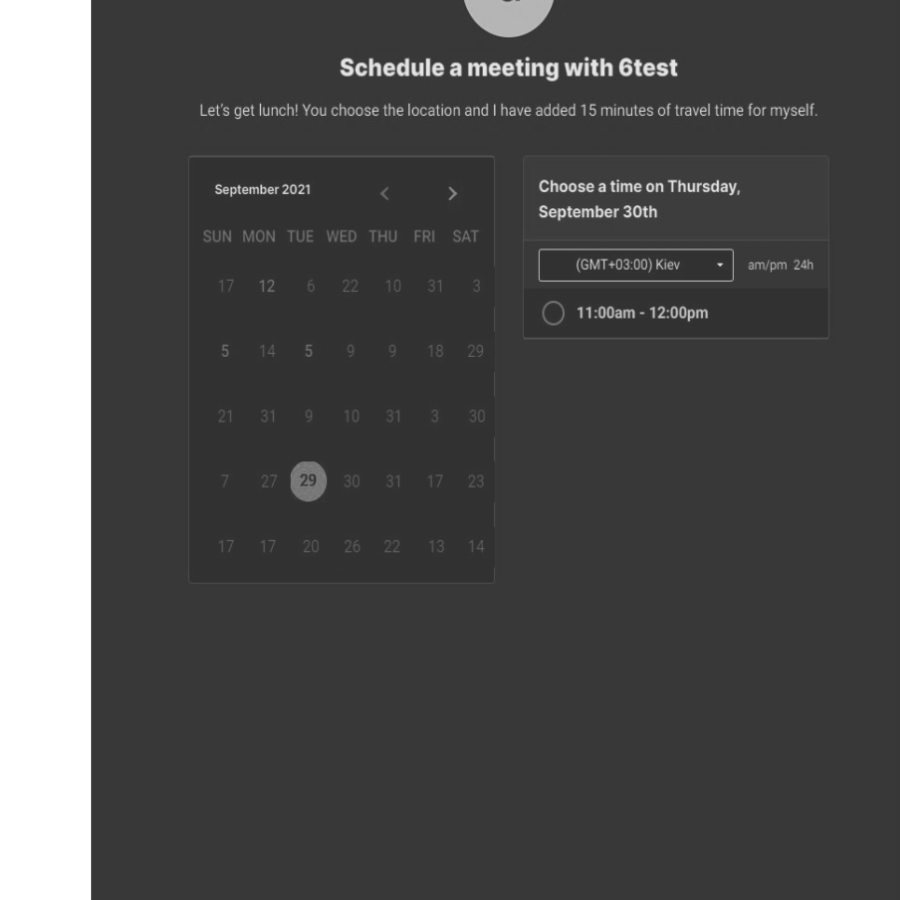 Schedule a meeting with 6test
Let's get lunch! You choose the location and I have added 15 minutes of travel time for myself.
September 2021
SUN MON TUE WED THU FRI SAT
17 12 6 22 10 31 3
5 14 5 9 9 18 29
21 31 9 10 31 3 30
7 27 29 30 31 17 23
17 17 20 26 22 13 14
Choose a time on Thursday,
September 30th
(GMT+03:00) Kiev am/pm 24h
11:00am - 12:00pm